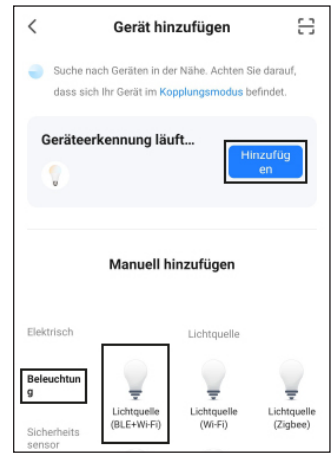 Gerät hinzufügen
Suche nach Geräten in der Nähe. Achten Sie darauf,
dass sich Ihr Gerät im Kopplungsmodus befindet.
Geräteerkennung läuft...
Hinzufüg
en
Manuell hinzufügen
Elektrisch
Lichtquelle
Beleuchtun
g
Lichtquelle
(BLE+Wi-Fi)
Lichtquelle
(Wi-Fi)
Lichtquelle
(Zigbee)
Sicherheits
sensor